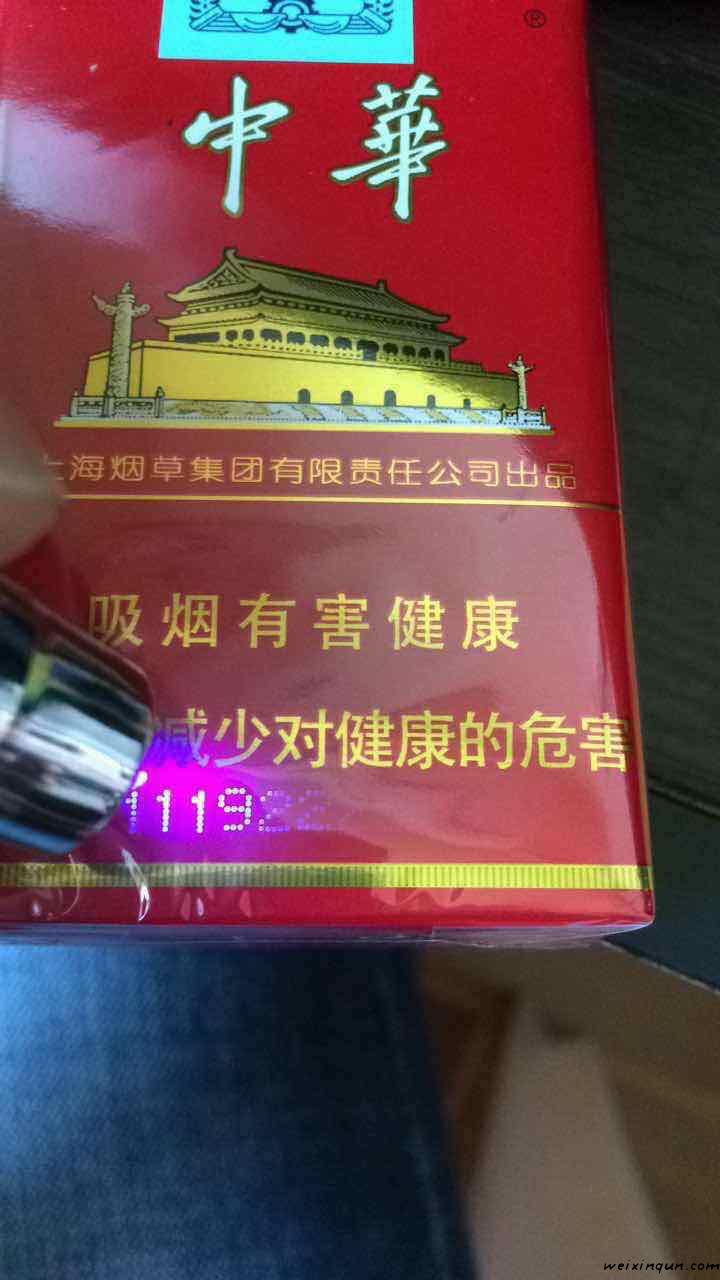 ®
中華
上海烟草集团有限责任公司出品
吸烟有害健康
减少对健康的危害
1119
weixinqun.com